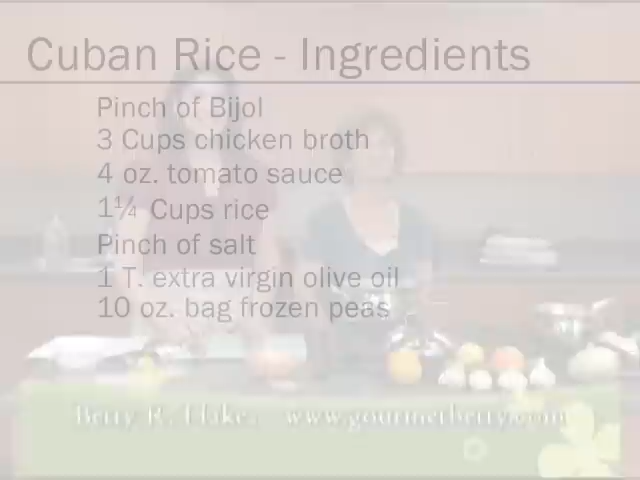 Cuban Rice - Ingredients
Pinch of Bijol
3 Cups chicken broth
4 oz. tomato sauce
1¼ Cups rice
Pinch of salt
1 T. extra virgin olive oil
10 oz. bag frozen peas
Betty R. www.gourmetbetty.com